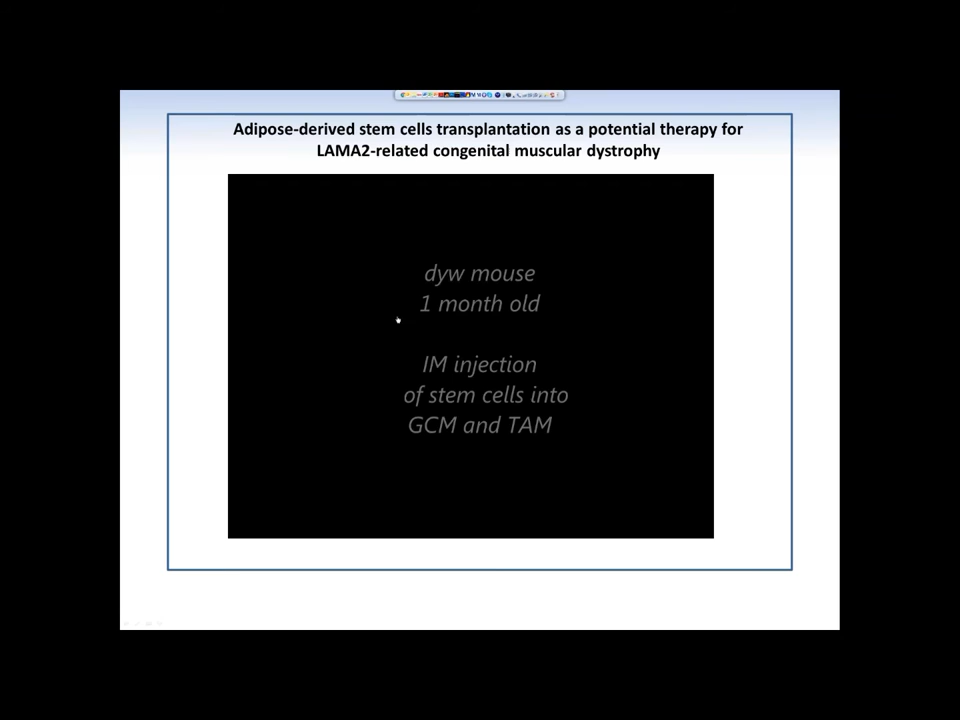 Adipose-derived stem cells transplantation as a potential therapy for
LAMA2-related congenital muscular dystrophy
dyw mouse
1 month old
IM injection
of stem cells into
GCM and TAM